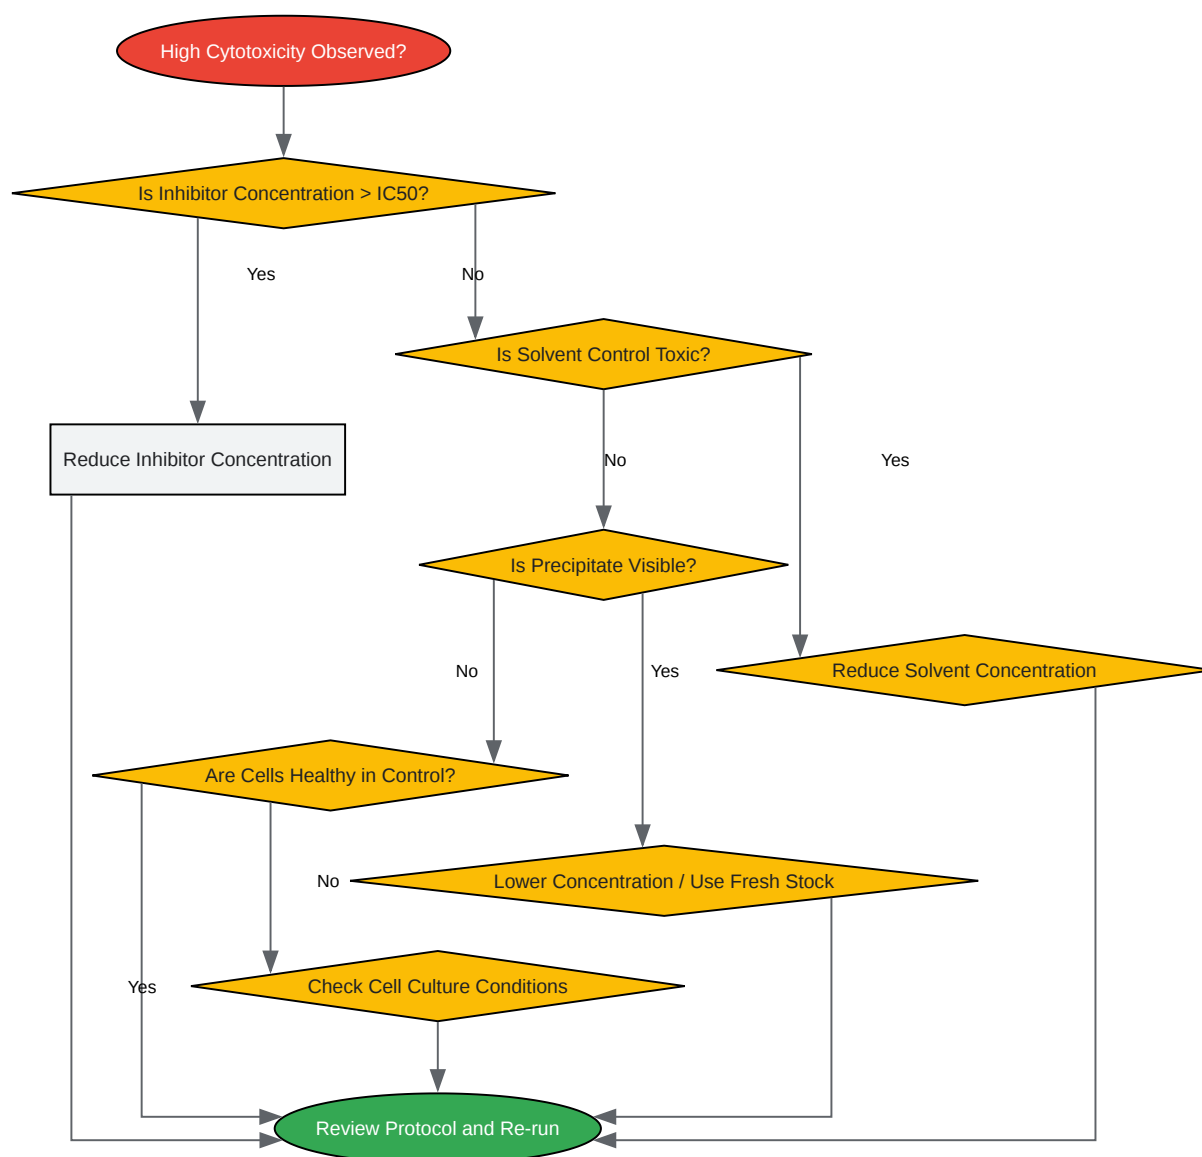 High Cytotoxicity Observed?
Is Inhibitor Concentration > IC50?
Yes
No
Is Solvent Control Toxic?
Reduce Inhibitor Concentration
No
Yes
Is Precipitate Visible?
No
Yes
Reduce Solvent Concentration
Are Cells Healthy in Control?
No
Lower Concentration / Use Fresh Stock
Yes
Check Cell Culture Conditions
Review Protocol and Re-run